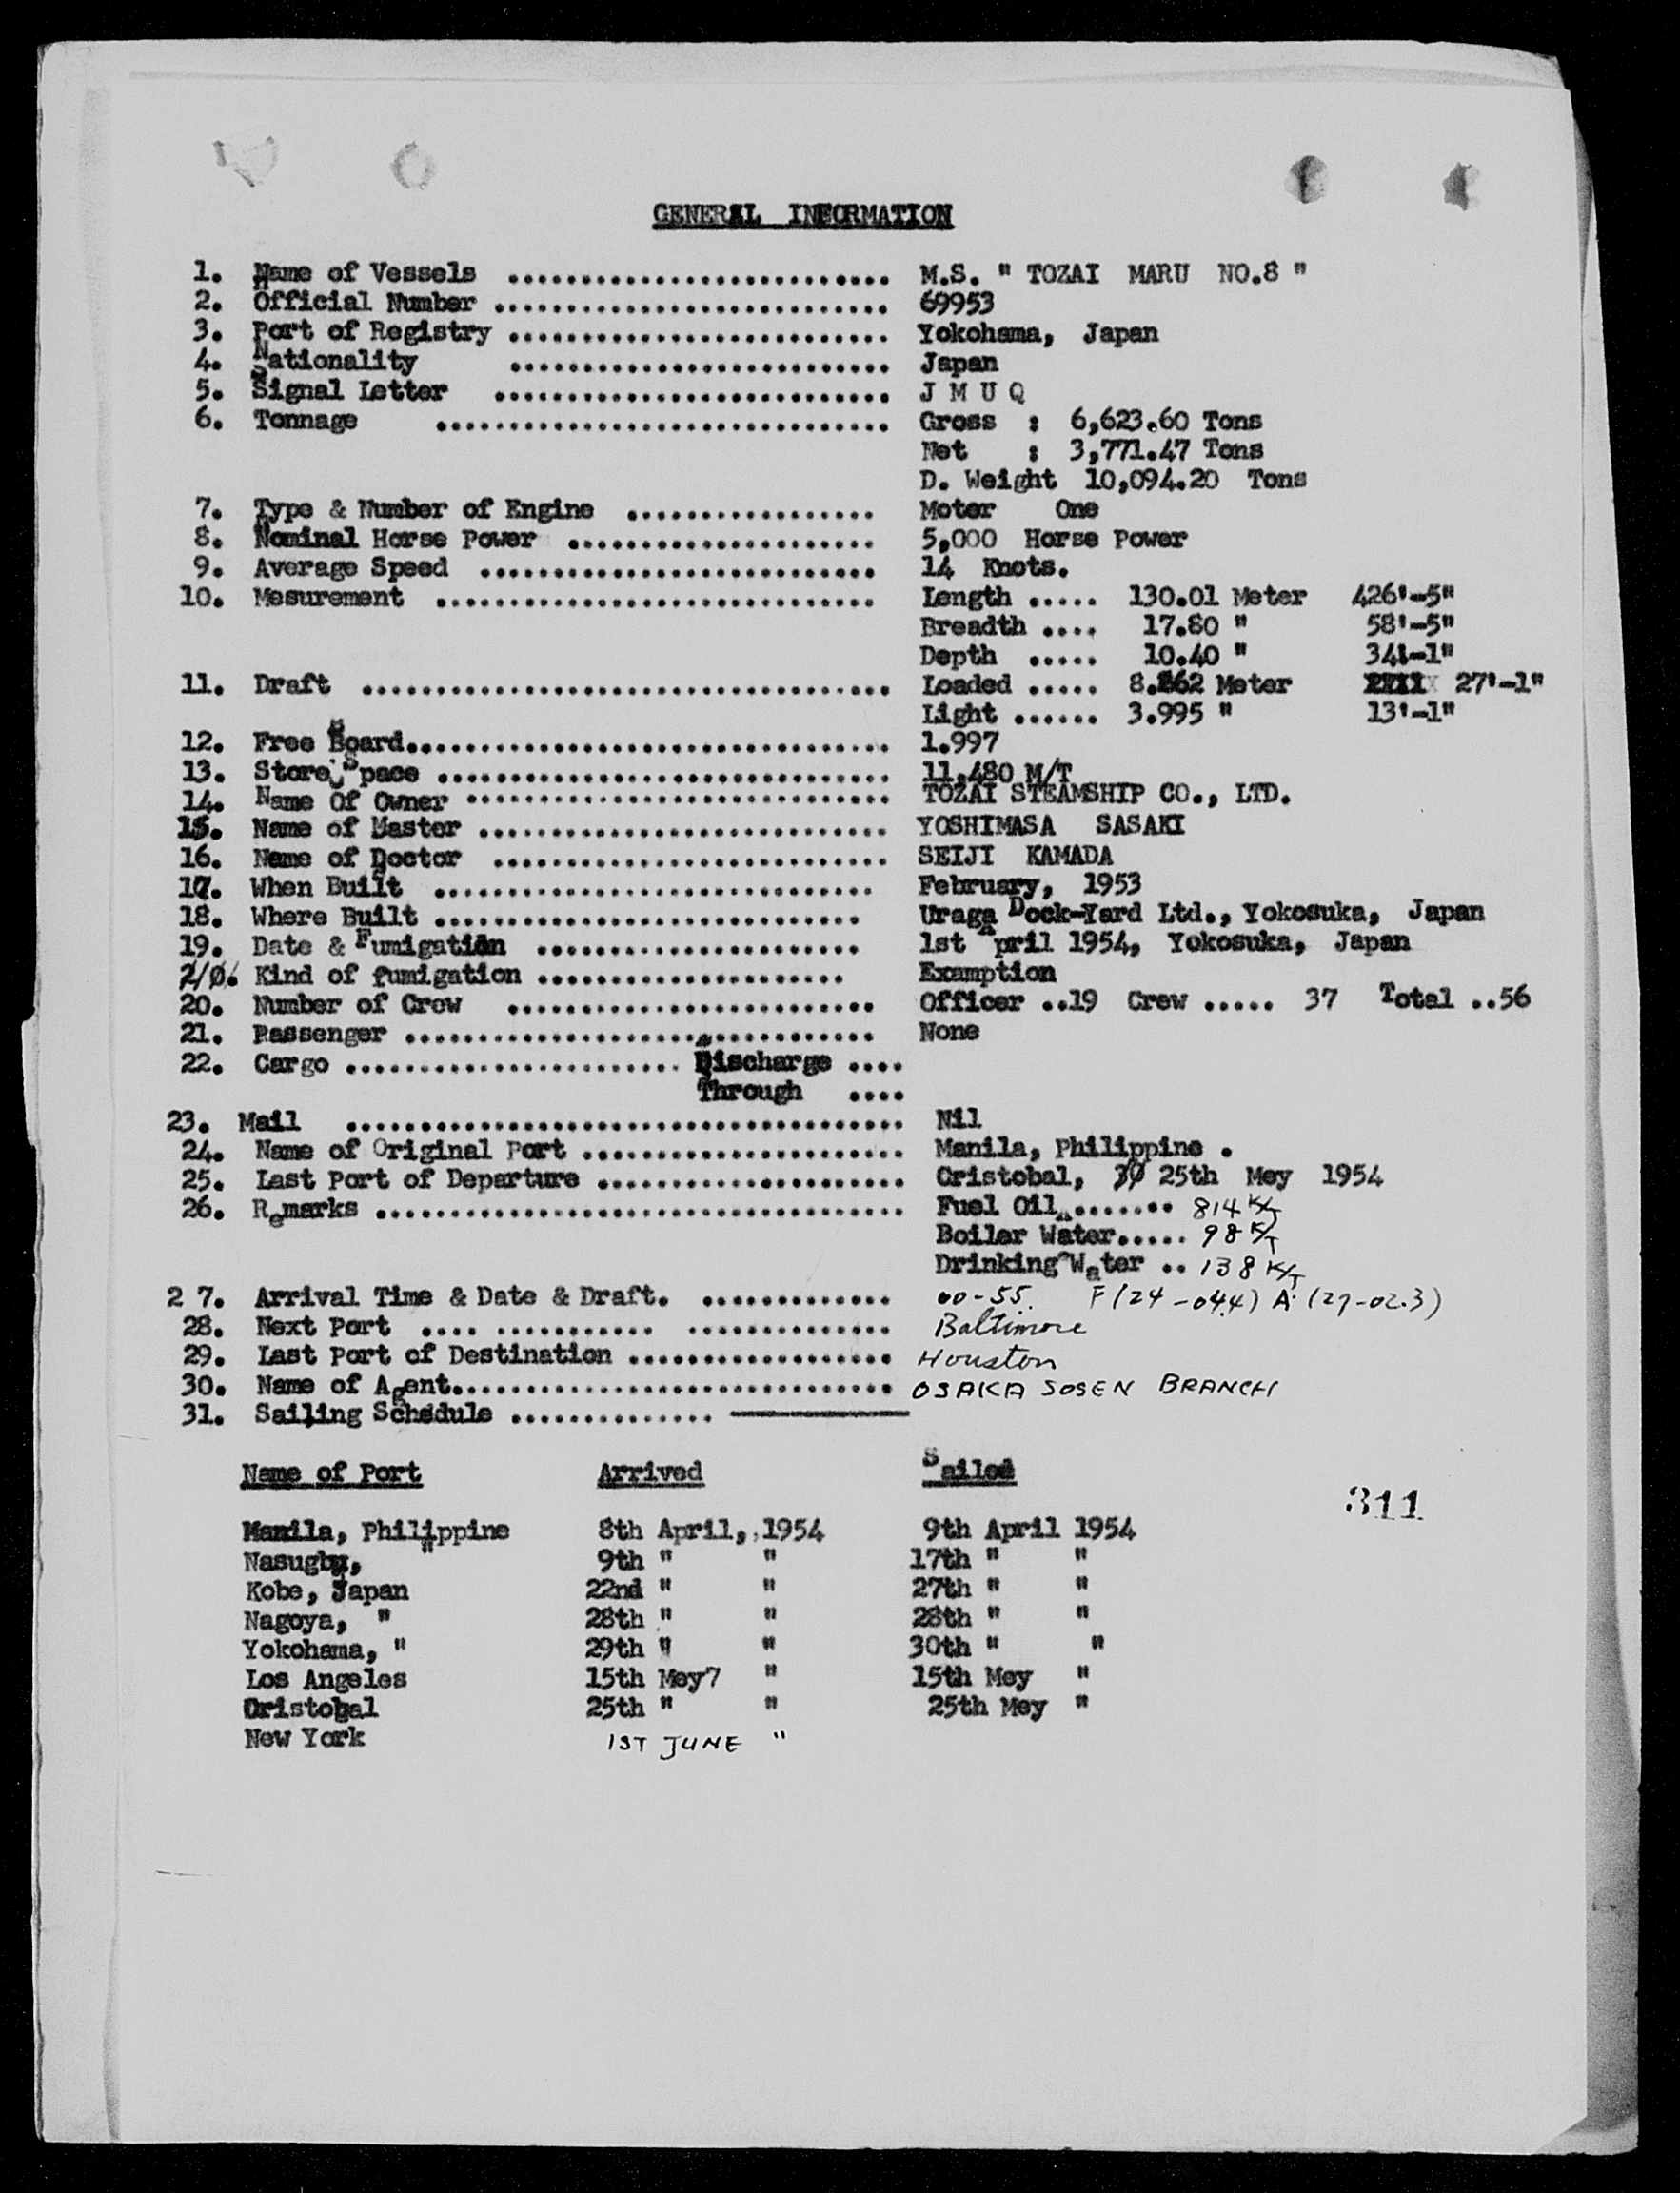 GENERAL INFORMATION
1. Name of Vessels .......................... M.S. " TOZAI MARU NO.8 "
2. Official Number ........................... 69953
3. Port of Registry .......................... Yokohama, Japan
4. Nationality .......................... Japan
5. Signal Letter ........................... J M U Q
6. Tonnage ............................... Gross : 6,623.60 Tons
Net : 3,771.47 Tons
D. Weight 10,094.20 Tons
7. Type & Number of Engine ................. Moter One
8. Nominal Horse Power ..................... 5,000 Horse Power
9. Average Speed ........................... 14 Knots.
10. Mesurement .............................. Length ..... 130.01 Meter 426'-5"
Breadth .... 17.80 " 58'-5"
Depth ..... 10.40 " 34'-1"
11. Draft .................................... Loaded ..... 8.262 Meter 27'-1"
Light ...... 3.995 " 13'-1"
12. Free Board................................. 1.997
13. Store Space ............................... 11,480 M/T
14. Name Of Owner ............................. TOZAI STEAMSHIP CO., LTD.
15. Name of Master ............................ YOSHIMASA SASAKI
16. Name of Doctor ........................... SEIJI KAMADA
17. When Built .............................. February, 1953
18. Where Built ............................. Uraga Dock-Yard Ltd., Yokosuka, Japan
19. Date & Fumigation ...................... 1st April 1954, Yokosuka, Japan
Kind of fumigation ..................... Examption
20. Number of Crew ......................... Officer ..19 Crew ..... 37 Total ..56
21. Passenger ................................ None
22. Cargo ....................... Discharge ....
Through ....
23. Mail ...................................... Nil
24. Name of Original Port ...................... Manila, Philippine .
25. Last Port of Departure ..................... Cristobal, 25th Mey 1954
26. Remarks .................................... Fuel Oil ....... 814 K/T
Boiler Water..... 98 K/T
Drinking Water .. 138 K/T
2 7. Arrival Time & Date & Draft. ............. 00-55. F (24-04.4) A. (27-02.3)
28. Next Port .... ........... .............. Baltimore
29. Last Port of Destination .................. Houston
30. Name of Agent.............................. OSAKA SOSEN BRANCH
31. Sailing Schedule ..............
Name of Port Arrived Sailed
311
Manila, Philippine 8th April, 1954 9th April 1954
Nasugbu, " 9th " " 17th " "
Kobe, Japan 22nd " " 27th " "
Nagoya, " 28th " " 28th " "
Yokohama, " 29th " " 30th " "
Los Angeles 15th Mey7 " 15th Mey "
Cristobal 25th " " 25th Mey "
New York 1ST JUNE "